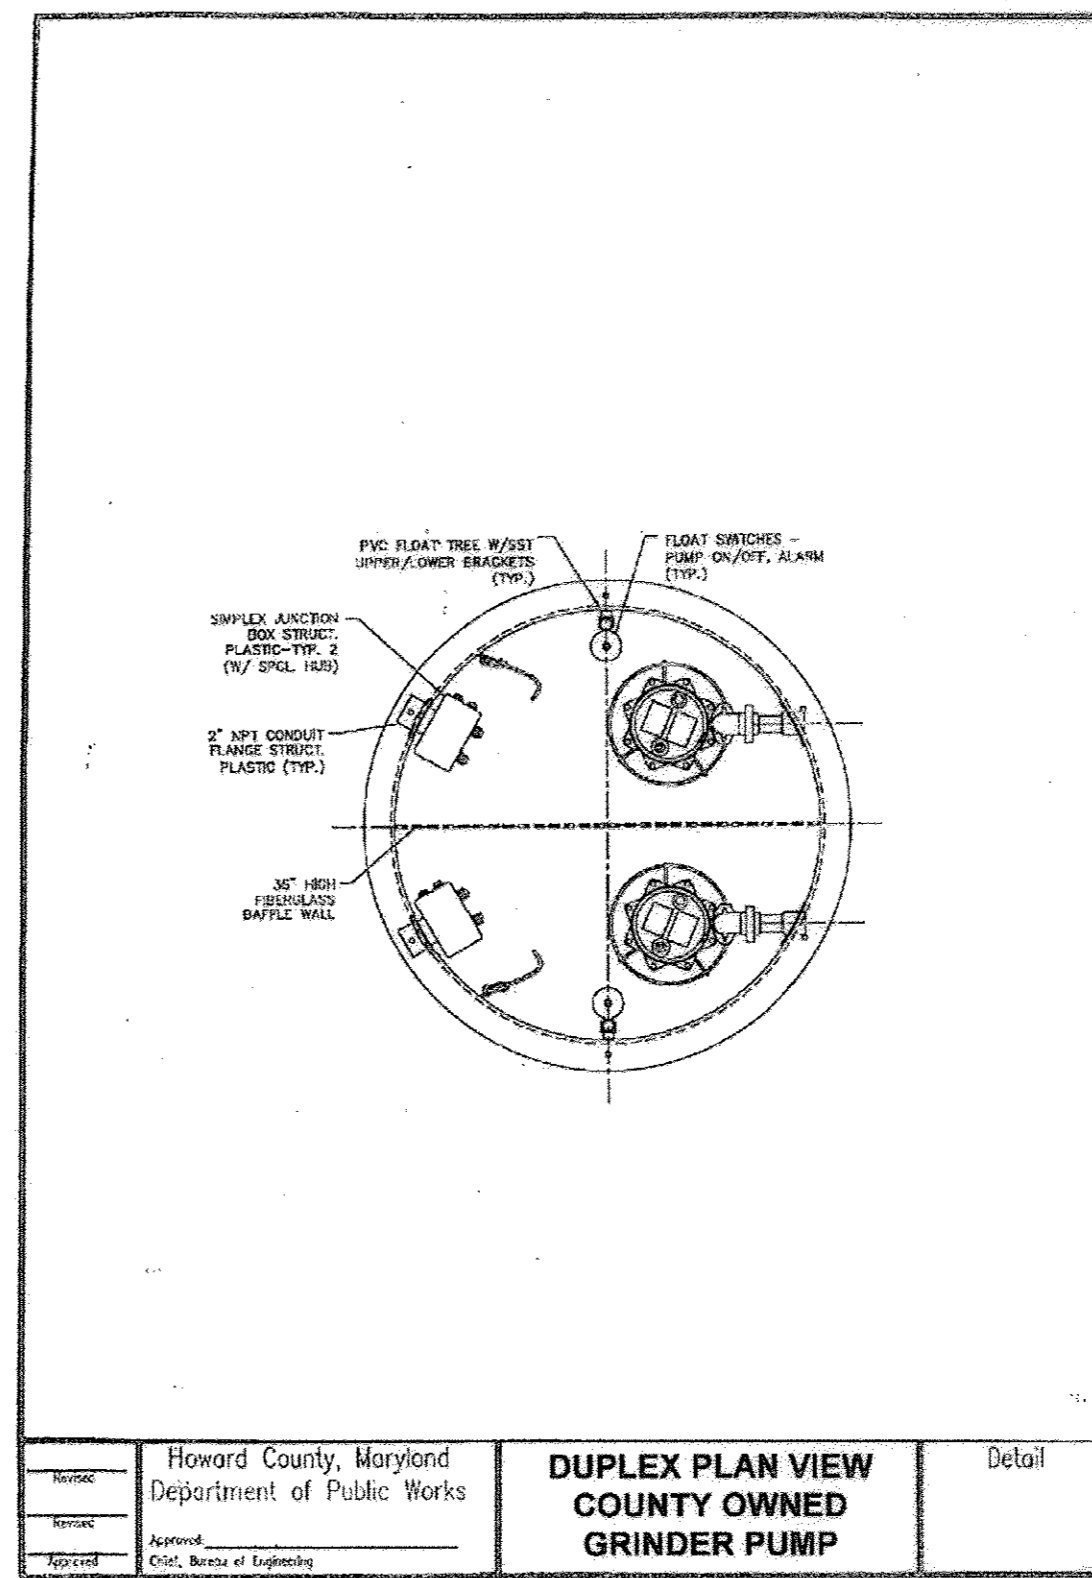 PVC FLOAT TREE W/SST
UPPER/LOWER BRACKETS
(TYP.)
FLOAT SWITCHES -
PUMP ON/OFF, ALARM
(TYP.)
SIMPLEX JUNCTION
BOX STRUCT.
PLASTIC-TYP. 2
(W/ SPCL. HUB)
2" NPT CONDUIT
FLANGE STRUCT.
PLASTIC (TYP.)
36" HIGH
FIBERGLASS
BAFFLE WALL
Revised
Revised
Approved
Howard County, Maryland
Department of Public Works
Approved:
Chief, Bureau of Engineering
DUPLEX PLAN VIEW
COUNTY OWNED
GRINDER PUMP
Detail